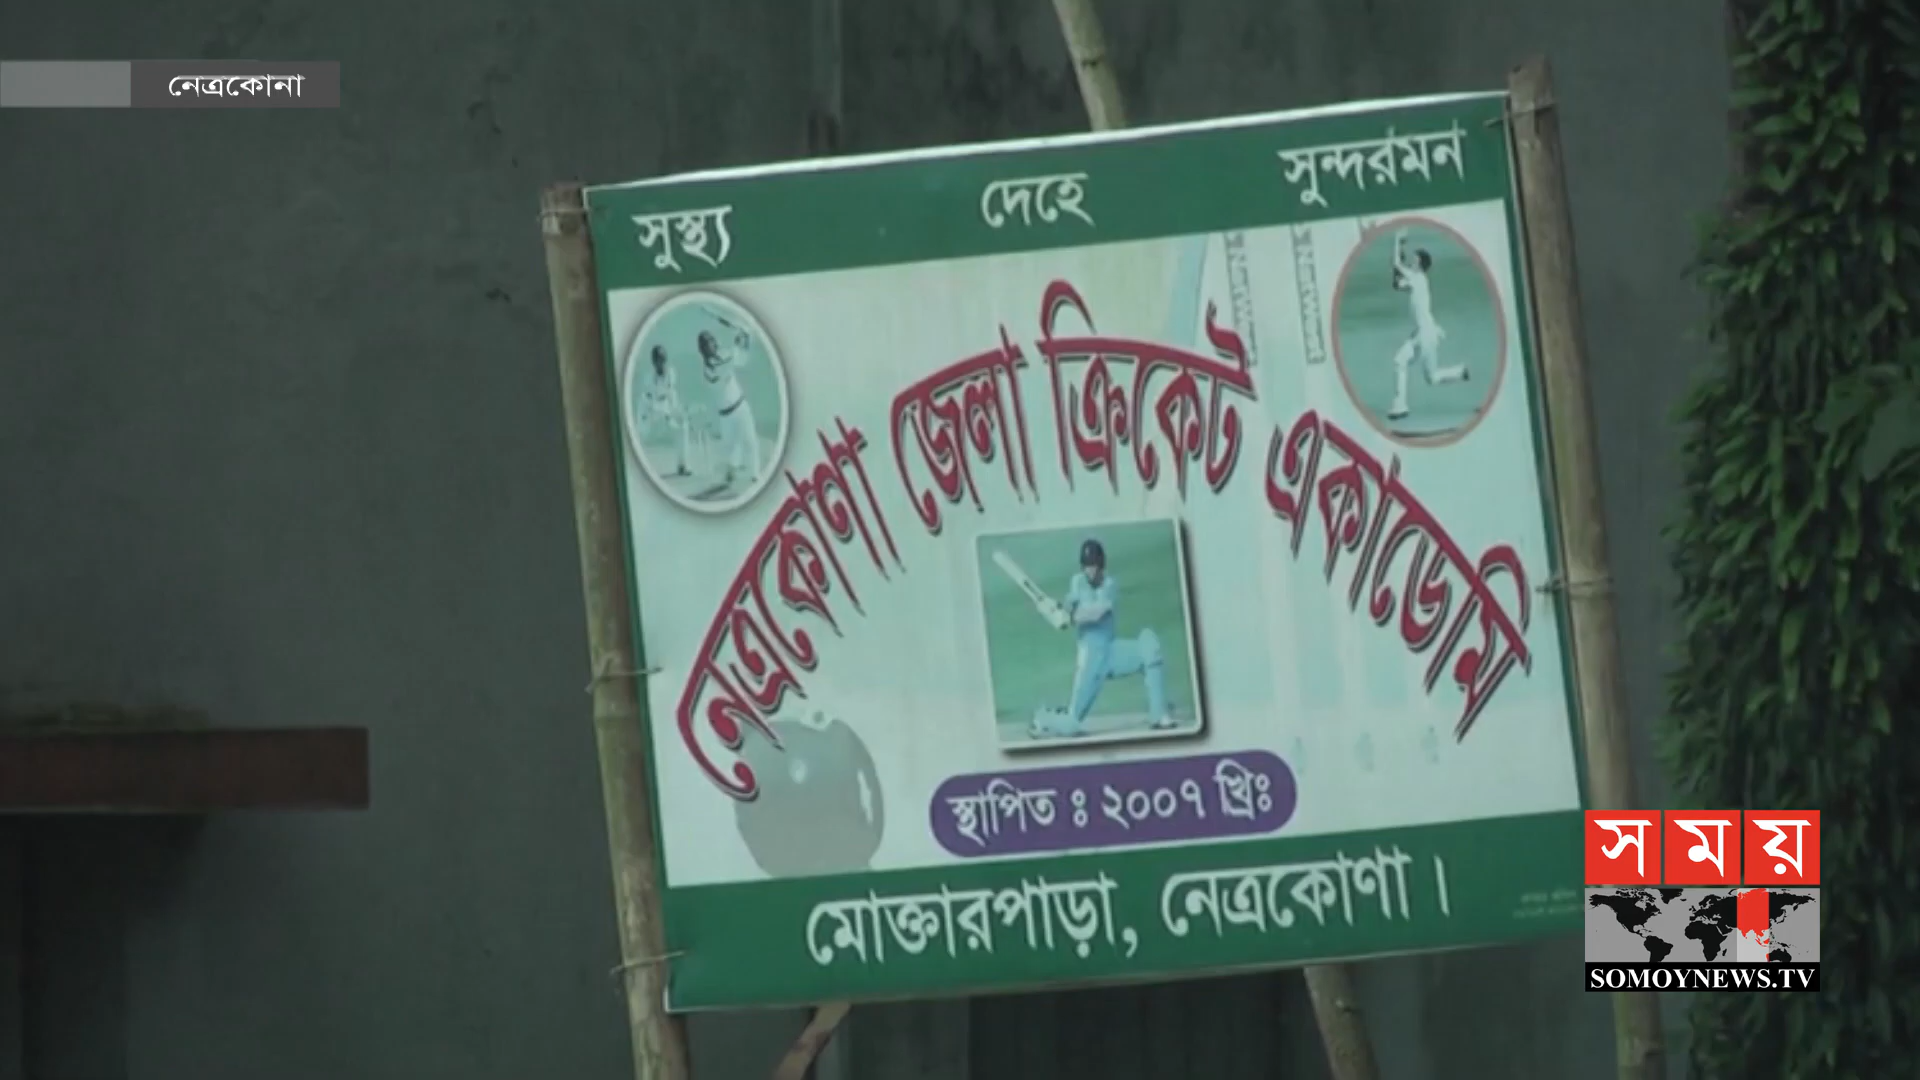 নেত্রকোনা
সুস্থ্য দেহে সুন্দরমন
নেত্রকোণা জেলা ক্রিকেট একাডেমি
স্থাপিত ঃ ২০০৭ খ্রিঃ
মোক্তারপাড়া, নেত্রকোণা ।
সময়
SOMOYNEWS.TV